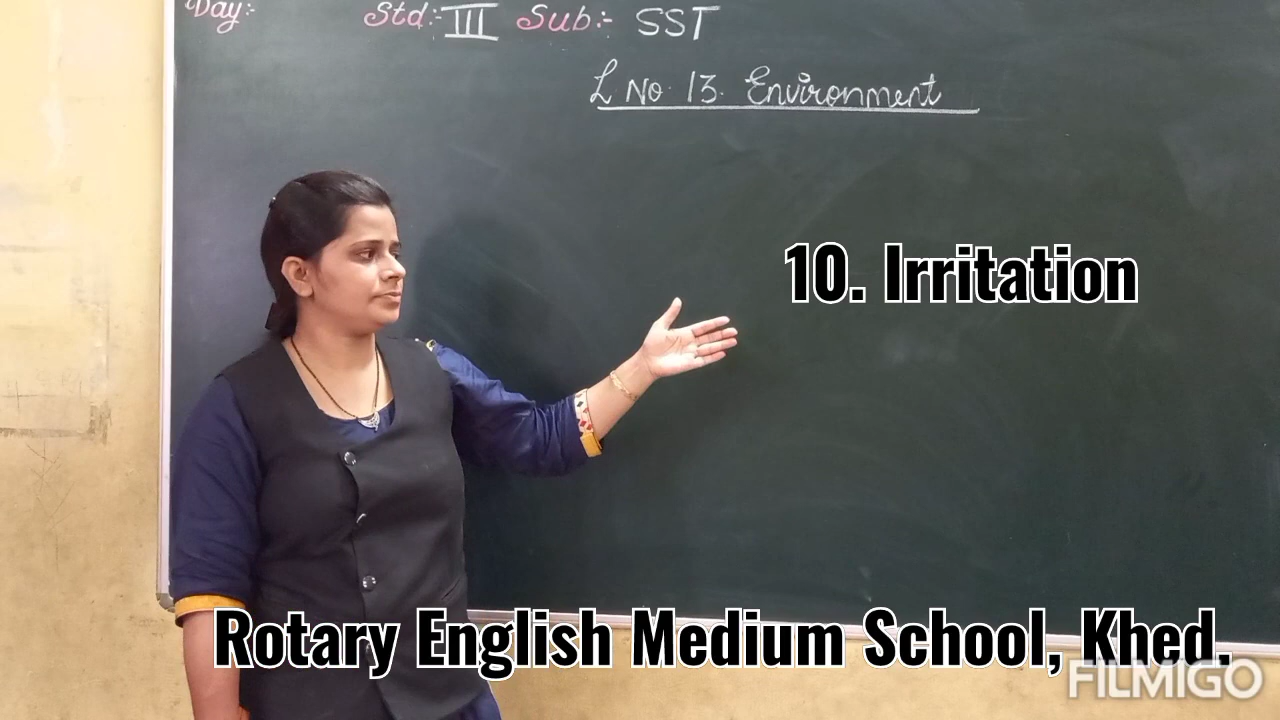 Day:- Std:- III Sub:- SST
L No. 13. Environment
10. Irritation
Rotary English Medium School, Khed.
FILMIGO